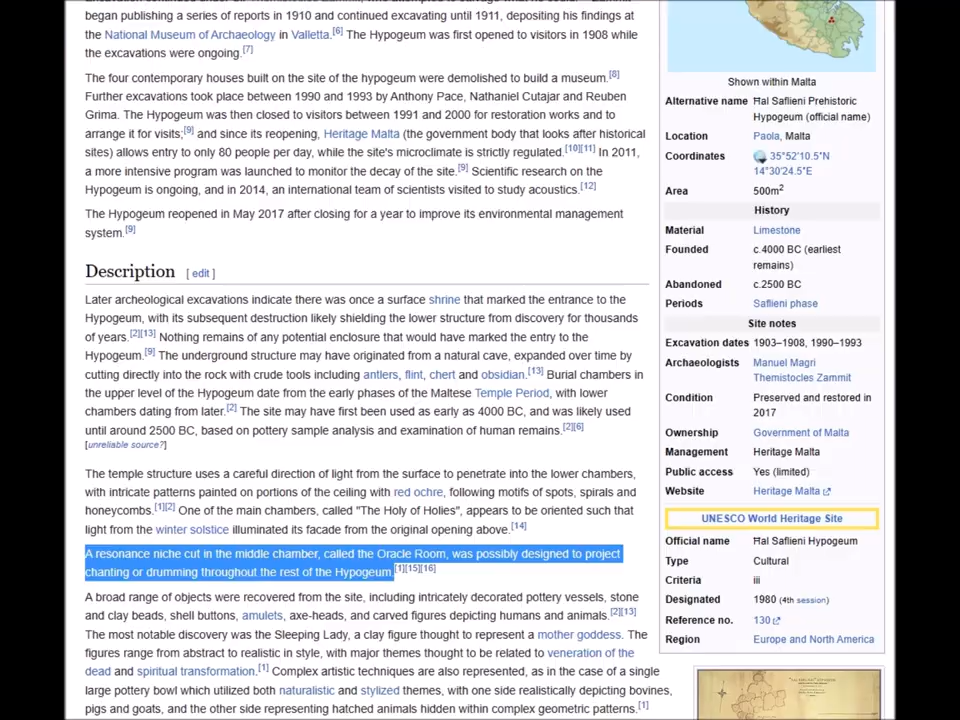 began publishing a series of reports in 1910 and continued excavating until 1911, depositing his findings at
the National Museum of Archaeology in Valletta.[6] The Hypogeum was first opened to visitors in 1908 while
the excavations were ongoing.[7]
The four contemporary houses built on the site of the hypogeum were demolished to build a museum.[8]
Further excavations took place between 1990 and 1993 by Anthony Pace, Nathaniel Cutajar and Reuben
Grima. The Hypogeum was then closed to visitors between 1991 and 2000 for restoration works and to
arrange it for visits;[9] and since its reopening, Heritage Malta (the government body that looks after historical
sites) allows entry to only 80 people per day, while the site's microclimate is strictly regulated.[10][11] In 2011,
a more intensive program was launched to monitor the decay of the site.[9] Scientific research on the
Hypogeum is ongoing, and in 2014, an international team of scientists visited to study acoustics.[12]
The Hypogeum reopened in May 2017 after closing for a year to improve its environmental management
system.[9]
Description [ edit ]
Later archeological excavations indicate there was once a surface shrine that marked the entrance to the
Hypogeum, with its subsequent destruction likely shielding the lower structure from discovery for thousands
of years.[2][13] Nothing remains of any potential enclosure that would have marked the entry to the
Hypogeum.[9] The underground structure may have originated from a natural cave, expanded over time by
cutting directly into the rock with crude tools including antlers, flint, chert and obsidian.[13] Burial chambers in
the upper level of the Hypogeum date from the early phases of the Maltese Temple Period, with lower
chambers dating from later.[2] The site may have first been used as early as 4000 BC, and was likely used
until around 2500 BC, based on pottery sample analysis and examination of human remains.[2][6]
[unreliable source?]
The temple structure uses a careful direction of light from the surface to penetrate into the lower chambers,
with intricate patterns painted on portions of the ceiling with red ochre, following motifs of spots, spirals and
honeycombs.[1][2] One of the main chambers, called "The Holy of Holies", appears to be oriented such that
light from the winter solstice illuminated its facade from the original opening above.[14]
A resonance niche cut in the middle chamber, called the Oracle Room, was possibly designed to project
chanting or drumming throughout the rest of the Hypogeum.[1][15][16]
A broad range of objects were recovered from the site, including intricately decorated pottery vessels, stone
and clay beads, shell buttons, amulets, axe-heads, and carved figures depicting humans and animals.[2][13]
The most notable discovery was the Sleeping Lady, a clay figure thought to represent a mother goddess. The
figures range from abstract to realistic in style, with major themes thought to be related to veneration of the
dead and spiritual transformation.[1] Complex artistic techniques are also represented, as in the case of a single
large pottery bowl which utilized both naturalistic and stylized themes, with one side realistically depicting bovines,
pigs and goats, and the other side representing hatched animals hidden within complex geometric patterns.[1]
Shown within Malta
Alternative name Ħal Saflieni Prehistoric
Hypogeum (official name)
Location Paola, Malta
Coordinates 35°52′10.5″N
14°30′24.5″E
Area 500m2
History
Material Limestone
Founded c.4000 BC (earliest
remains)
Abandoned c.2500 BC
Periods Saflieni phase
Site notes
Excavation dates 1903–1908, 1990–1993
Archaeologists Manuel Magri
Themistocles Zammit
Condition Preserved and restored in
2017
Ownership Government of Malta
Management Heritage Malta
Public access Yes (limited)
Website Heritage Malta
UNESCO World Heritage Site
Official name Ħal Saflieni Hypogeum
Type Cultural
Criteria iii
Designated 1980 (4th session)
Reference no. 130
Region Europe and North America